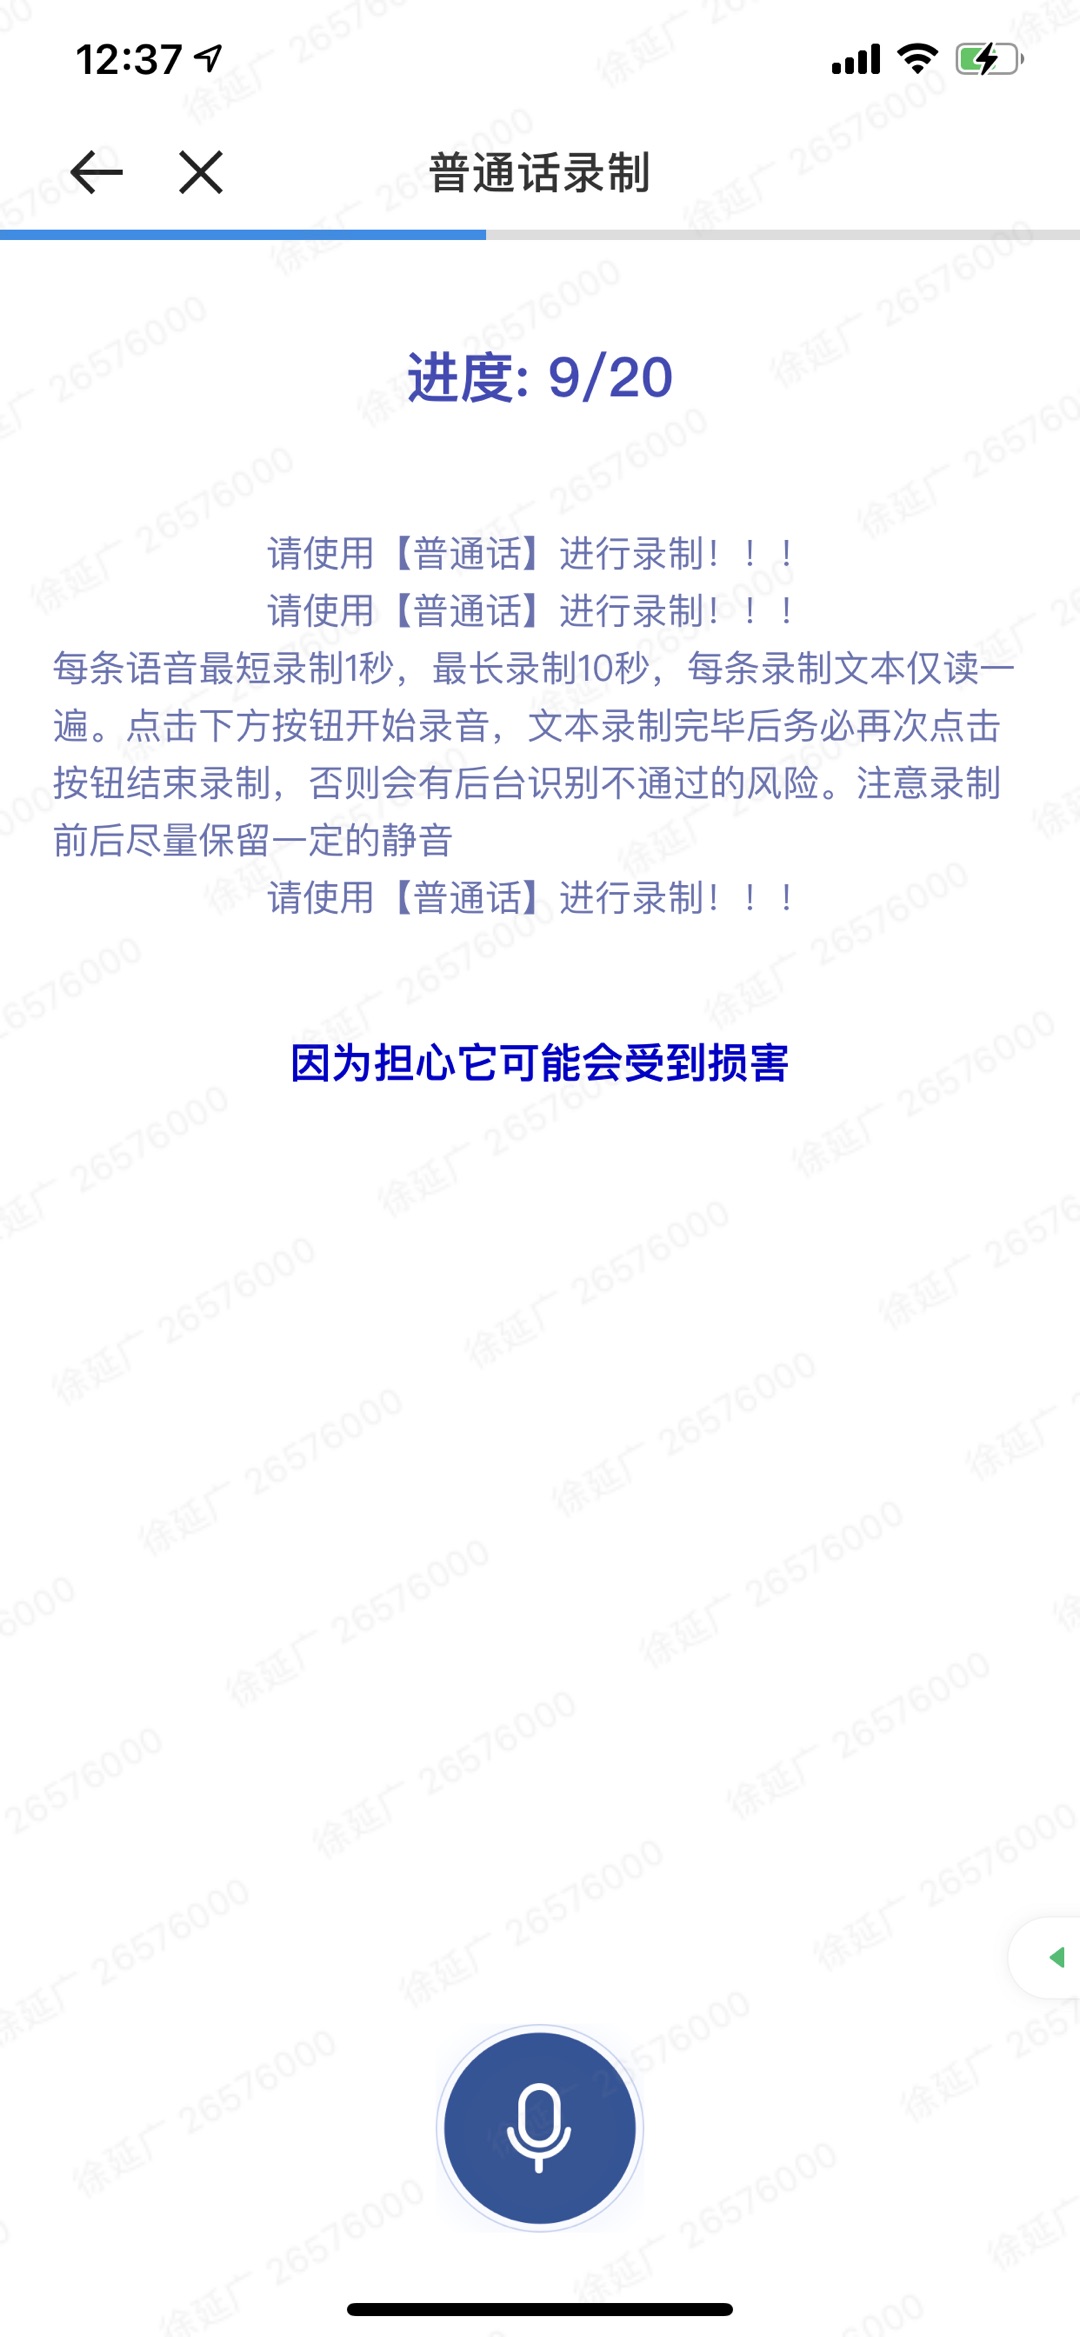 12:37
普通话录制
进度: 9/20
请使用【普通话】进行录制！！！
请使用【普通话】进行录制！！！
每条语音最短录制1秒，最长录制10秒，每条录制文本仅读一
遍。点击下方按钮开始录音，文本录制完毕后务必再次点击
按钮结束录制，否则会有后台识别不通过的风险。注意录制
前后尽量保留一定的静音
请使用【普通话】进行录制！！！
因为担心它可能会受到损害
徐延广 26576000